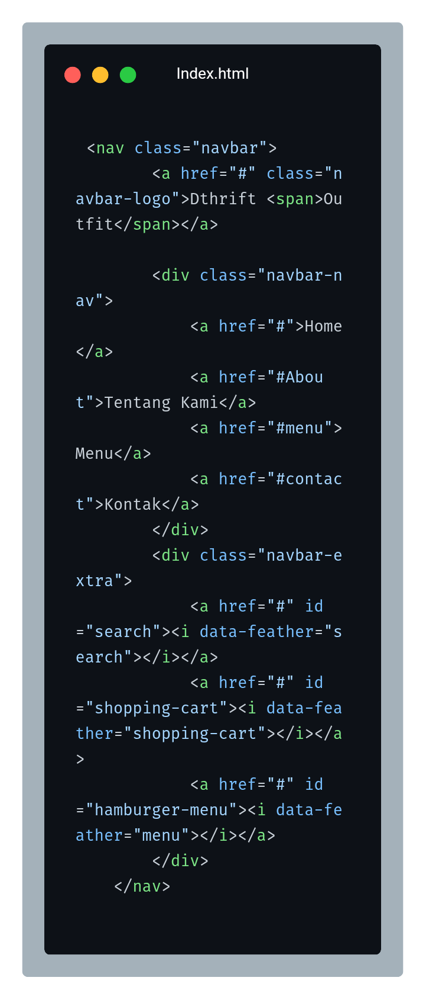 Index.html
<nav class="navbar">
<a href="#" class="n
avbar-logo">Dthrift <span>Ou
tfit</span></a>
<div class="navbar-n
av">
<a href="#">Home
</a>
<a href="#Abou
t">Tentang Kami</a>
<a href="#menu">
Menu</a>
<a href="#contac
t">Kontak</a>
</div>
<div class="navbar-e
xtra">
<a href="#" id
="search"><i data-feather="s
earch"></i></a>
<a href="#" id
="shopping-cart"><i data-fea
ther="shopping-cart"></i></a
>
<a href="#" id
="hamburger-menu"><i data-fe
ather="menu"></i></a>
</div>
</nav>